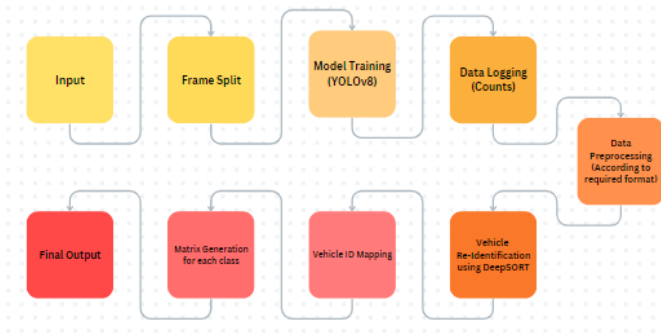 Input
Frame Split
Model Training
(YOLOv8)
Data Logging
(Counts)
Data
Preprocessing
(According to
required format)
Final Output
Matrix Generation
for each class
Vehicle ID Mapping
Vehicle
Re-Identification
using DeepSORT